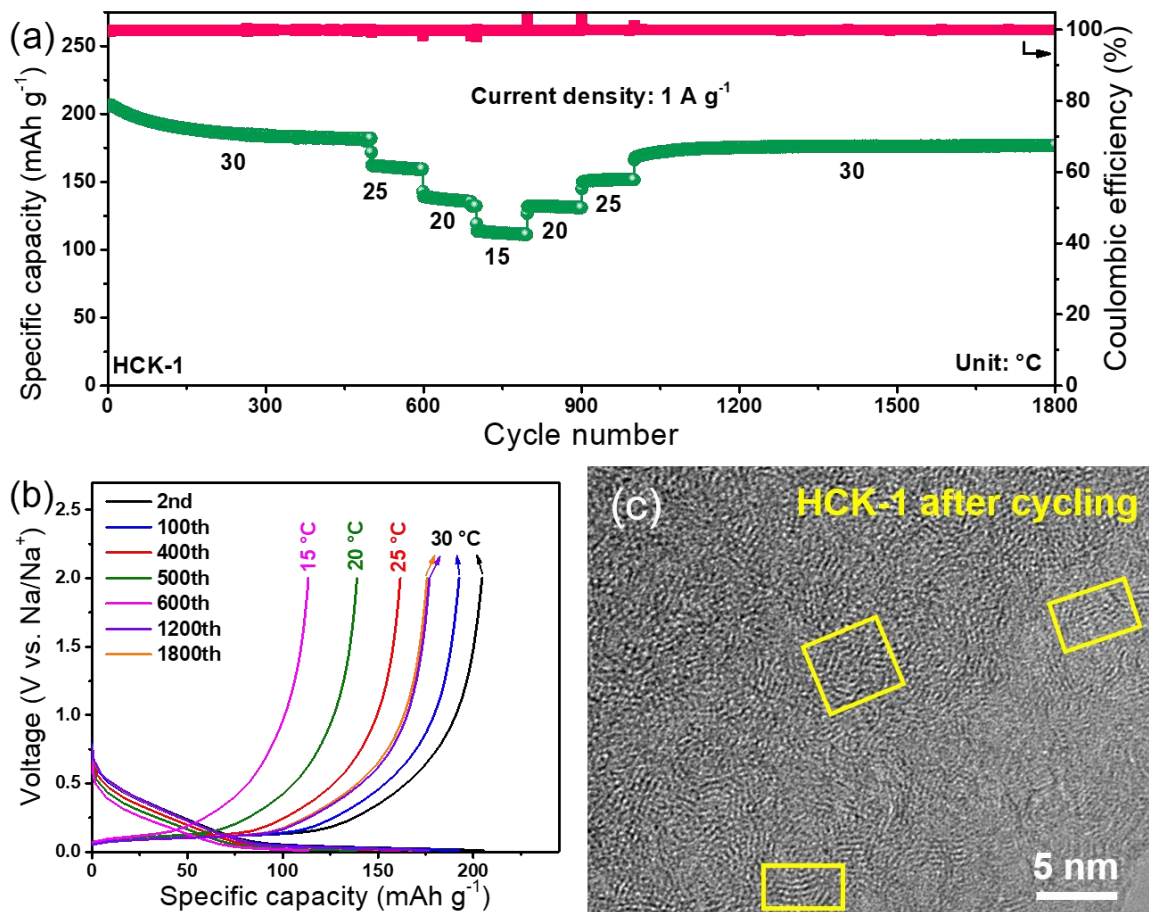 (a)
Specific capacity (mAh g⁻¹)
250
200
150
100
50
0
Current density: 1 A g⁻¹
30
25
20
15
20
25
30
HCK-1
Unit: °C
100
80
60
40
20
0
Coulombic efficiency (%)
0 300 600 900 1200 1500 1800
Cycle number
(b)
Voltage (V vs. Na/Na⁺)
2.5
2.0
1.5
1.0
0.5
0.0
2nd
100th
400th
500th
600th
1200th
1800th
15 °C
20 °C
25 °C
30 °C
0 50 100 150 200
Specific capacity (mAh g⁻¹)
(c)
HCK-1 after cycling
5 nm